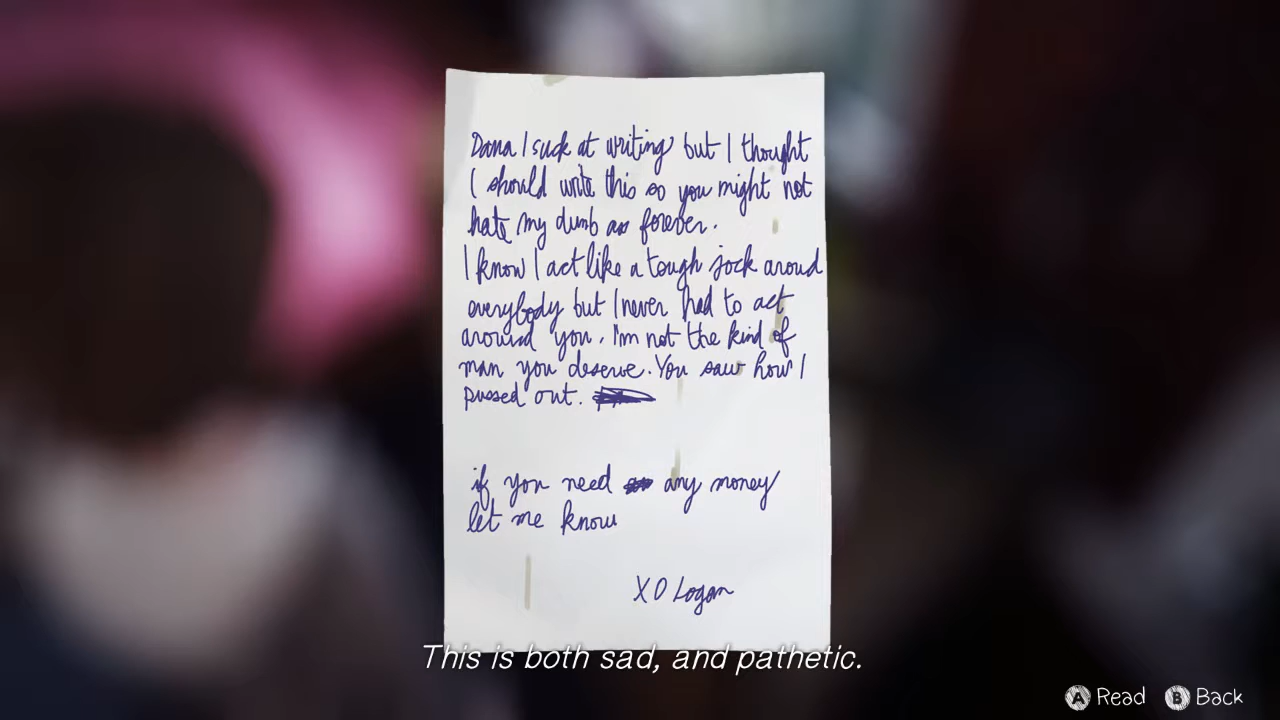 Dana I suck at writing but I thought
I should write this so you might not
hate my dumb ass forever.
I know I act like a tough jock aroud
everybody but I never had to act
around you. I'm not the kind of
man you deserve. You saw how I
pussed out.
if you need any money
let me know
XO Logan
This is both sad, and pathetic.
A Read B Back